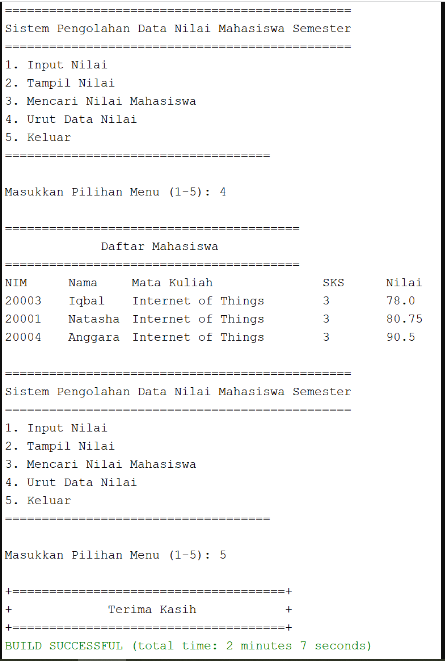 ===============================================
Sistem Pengolahan Data Nilai Mahasiswa Semester
===============================================
1. Input Nilai
2. Tampil Nilai
3. Mencari Nilai Mahasiswa
4. Urut Data Nilai
5. Keluar
====================================
Masukkan Pilihan Menu (1-5): 4
========================================
Daftar Mahasiswa
========================================
NIM Nama Mata Kuliah SKS Nilai
20003 Iqbal Internet of Things 3 78.0
20001 Natasha Internet of Things 3 80.75
20004 Anggara Internet of Things 3 90.5
===============================================
Sistem Pengolahan Data Nilai Mahasiswa Semester
===============================================
1. Input Nilai
2. Tampil Nilai
3. Mencari Nilai Mahasiswa
4. Urut Data Nilai
5. Keluar
====================================
Masukkan Pilihan Menu (1-5): 5
+=====================================+
+ Terima Kasih +
+=====================================+
BUILD SUCCESSFUL (total time: 2 minutes 7 seconds)